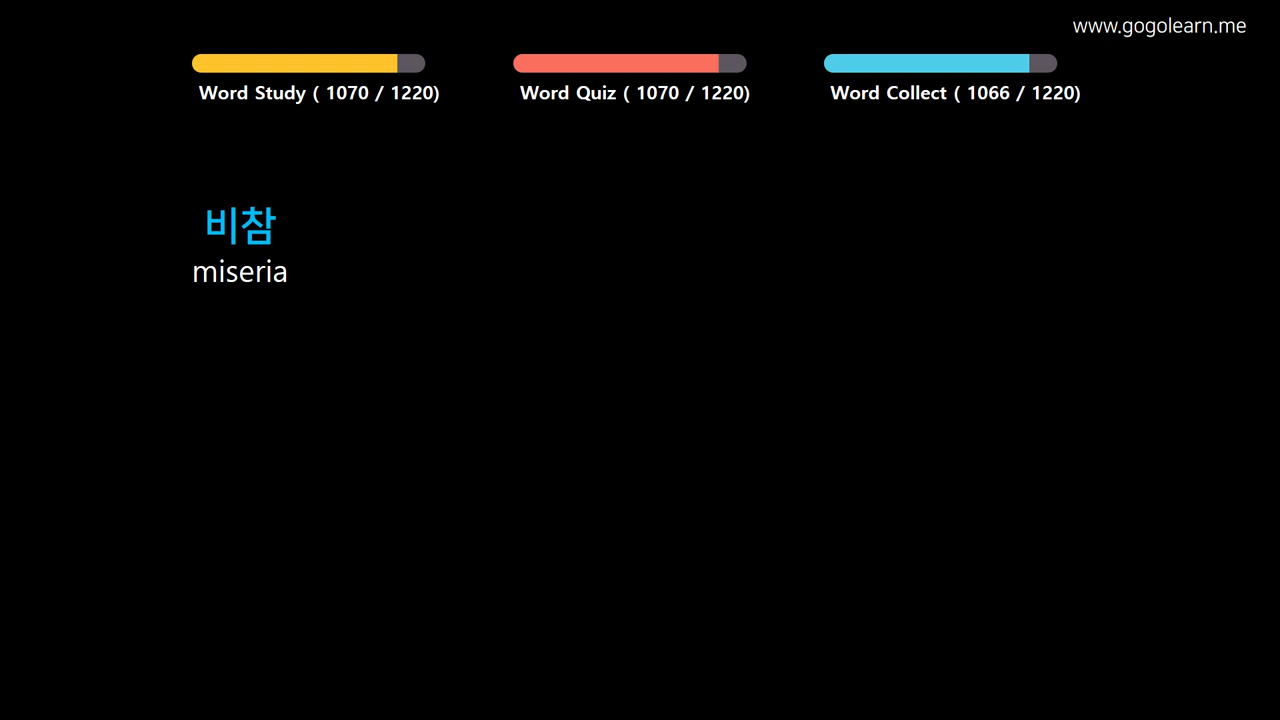 www.gogolearn.me
Word Study ( 1070 / 1220)
Word Quiz ( 1070 / 1220)
Word Collect ( 1066 / 1220)
비참
miseria